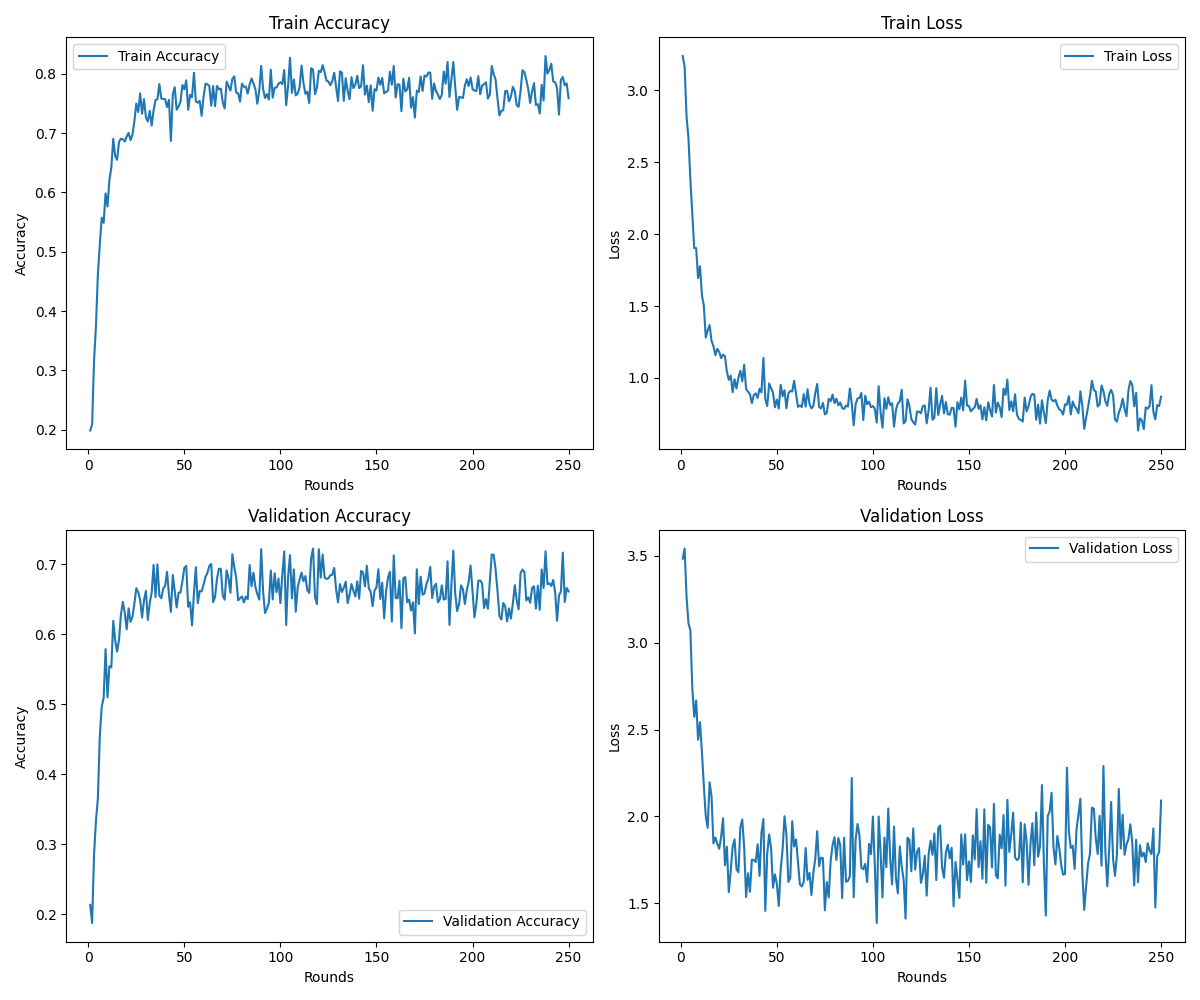 Train Accuracy
Train Accuracy
0.8
0.7
0.6
0.5
0.4
0.3
0.2
Accuracy
0 50 100 150 200 250
Rounds
Train Loss
Train Loss
3.0
2.5
2.0
1.5
1.0
Loss
0 50 100 150 200 250
Rounds
Validation Accuracy
0.7
0.6
0.5
0.4
0.3
0.2
Accuracy
Validation Accuracy
0 50 100 150 200 250
Rounds
Validation Loss
Validation Loss
3.5
3.0
2.5
2.0
1.5
Loss
0 50 100 150 200 250
Rounds